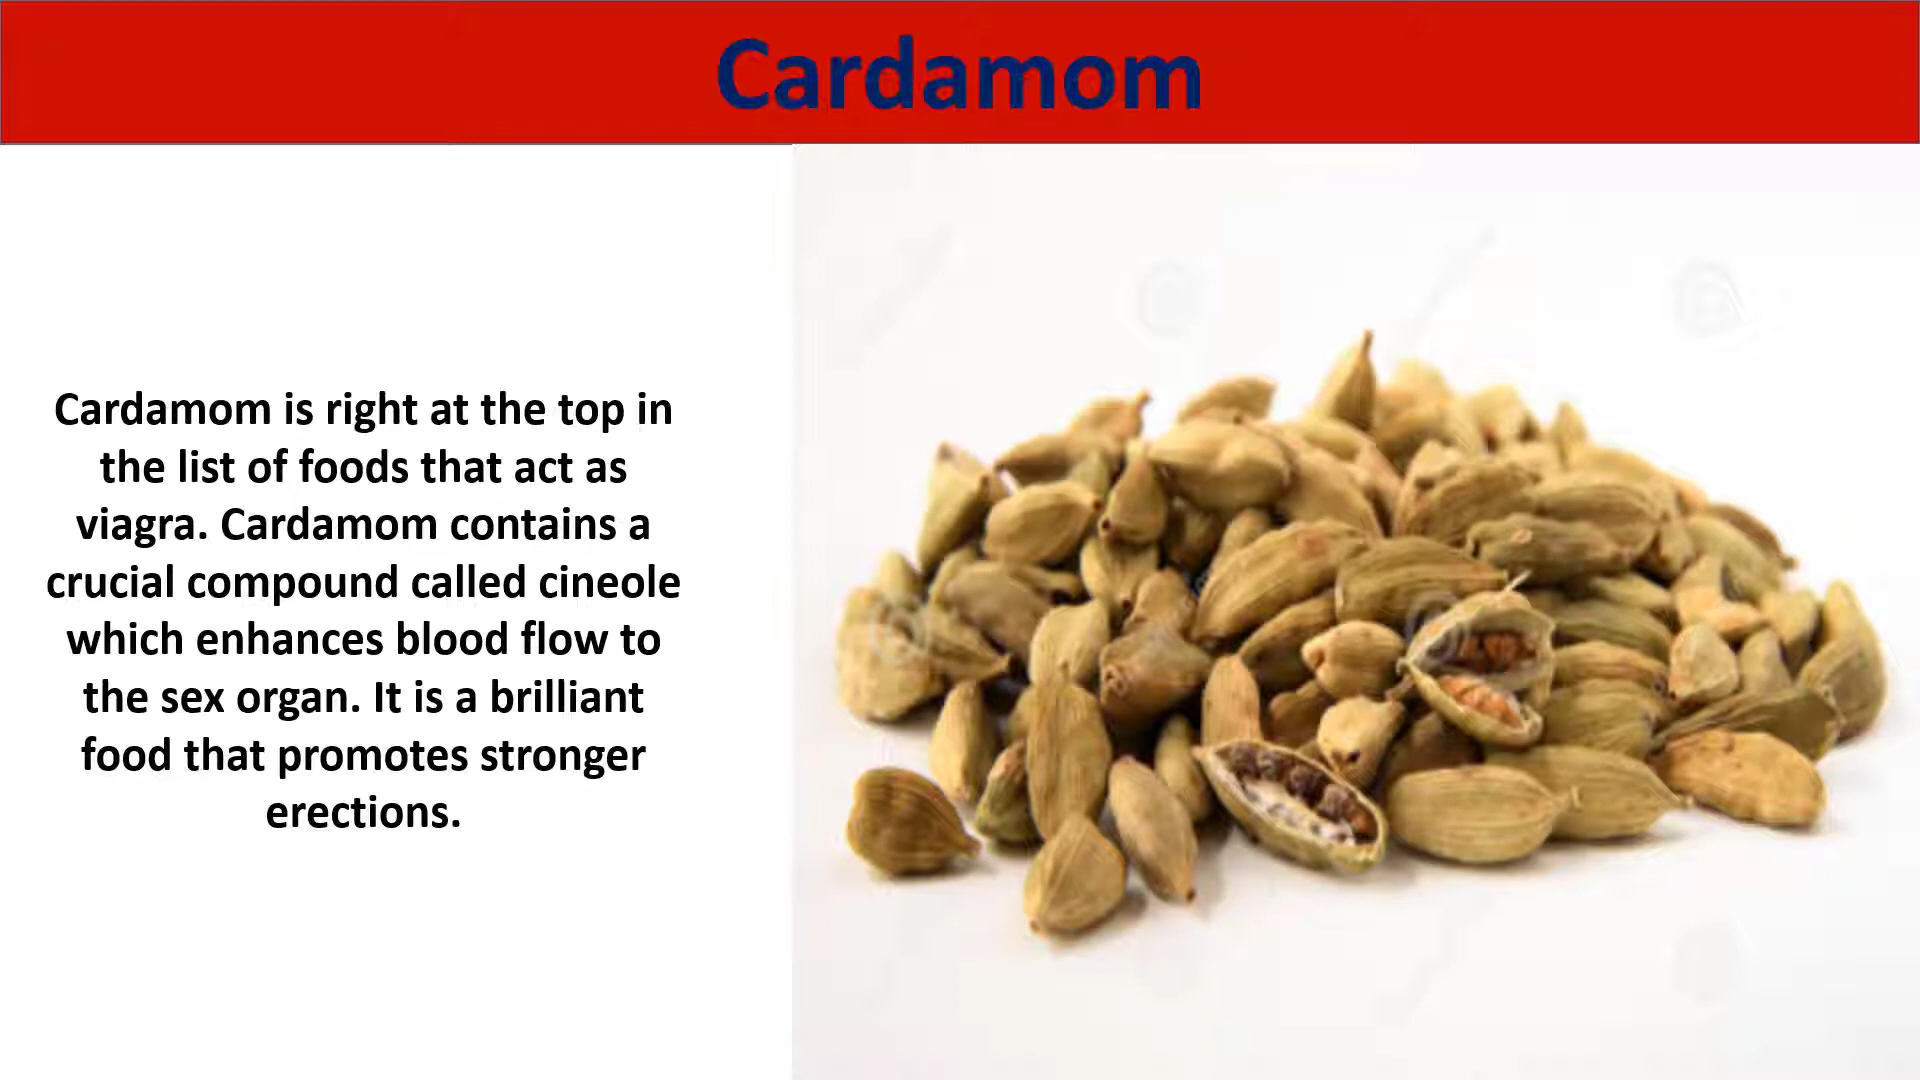 Cardamom
Cardamom is right at the top in
the list of foods that act as
viagra. Cardamom contains a
crucial compound called cineole
which enhances blood flow to
the sex organ. It is a brilliant
food that promotes stronger
erections.